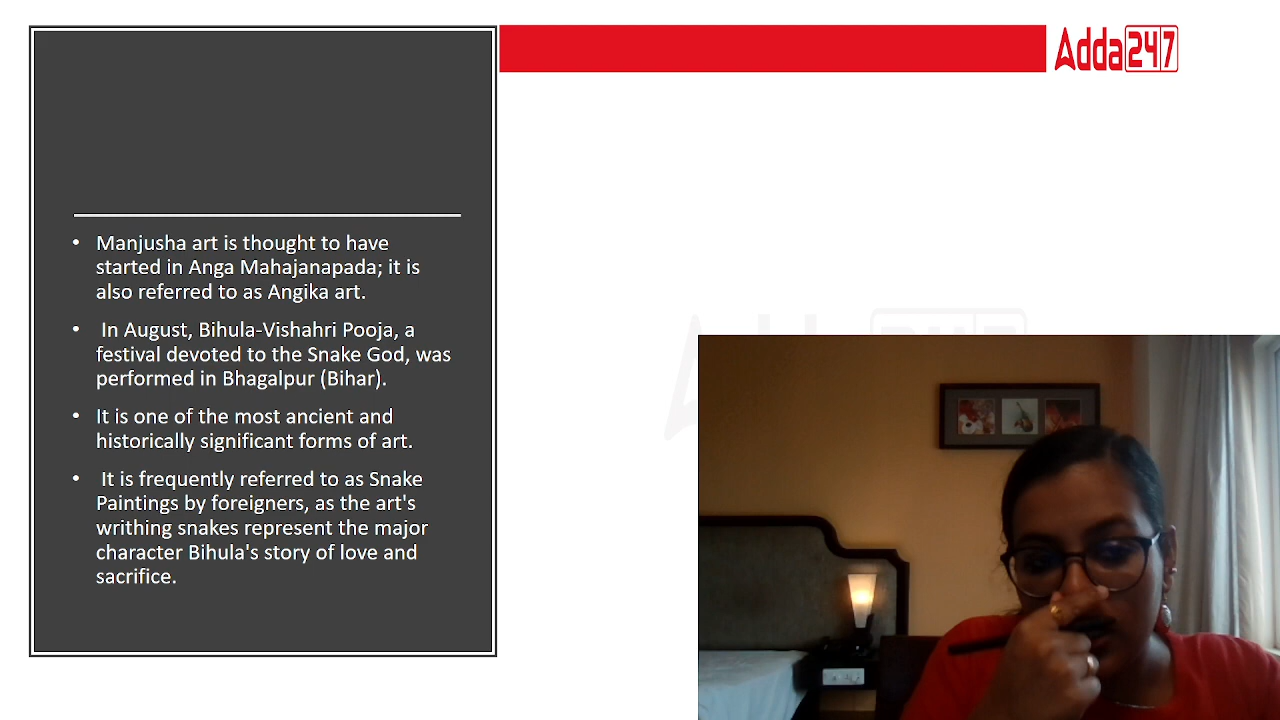 Adda247
• Manjusha art is thought to have
started in Anga Mahajanapada; it is
also referred to as Angika art.
• In August, Bihula-Vishahri Pooja, a
festival devoted to the Snake God, was
performed in Bhagalpur (Bihar).
• It is one of the most ancient and
historically significant forms of art.
• It is frequently referred to as Snake
Paintings by foreigners, as the art's
writhing snakes represent the major
character Bihula's story of love and
sacrifice.